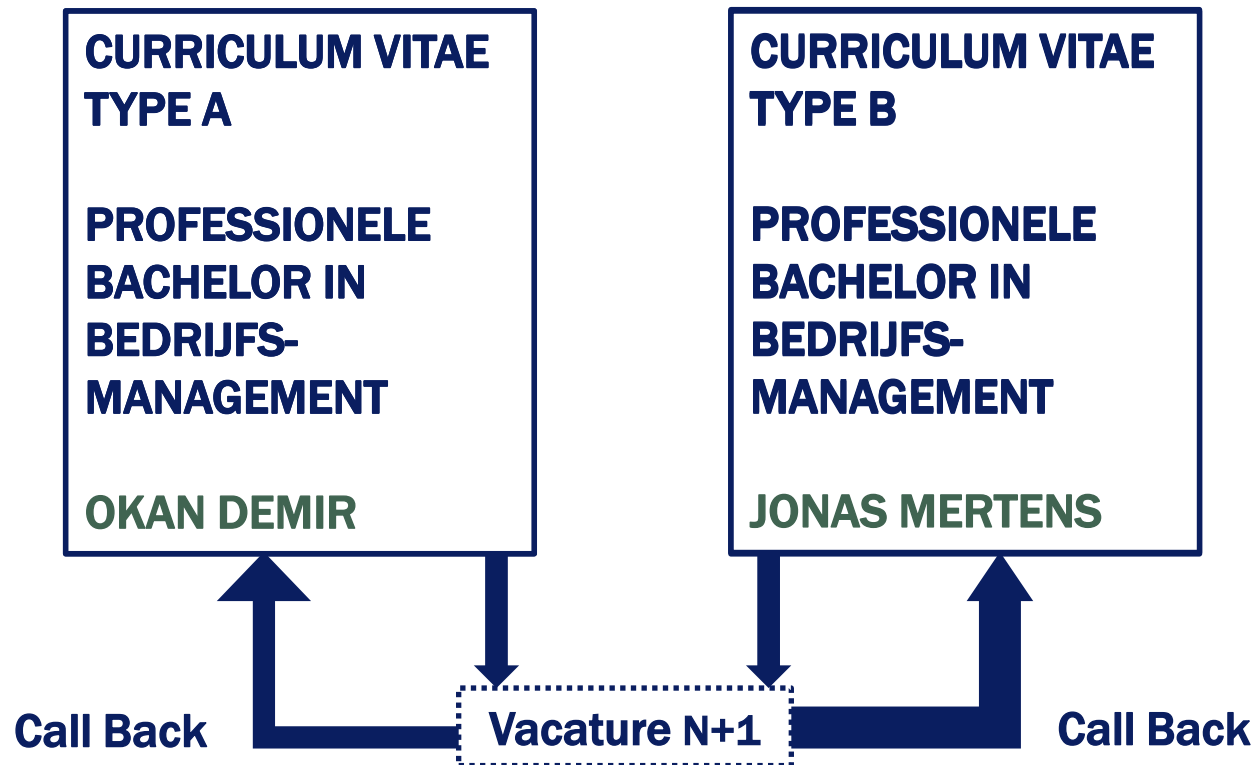 CURRICULUM VITAE
TYPE A
PROFESSIONELE
BACHELOR IN
BEDRIJFS-
MANAGEMENT
OKAN DEMIR
CURRICULUM VITAE
TYPE B
PROFESSIONELE
BACHELOR IN
BEDRIJFS-
MANAGEMENT
JONAS MERTENS
Call Back
Vacature N+1
Call Back